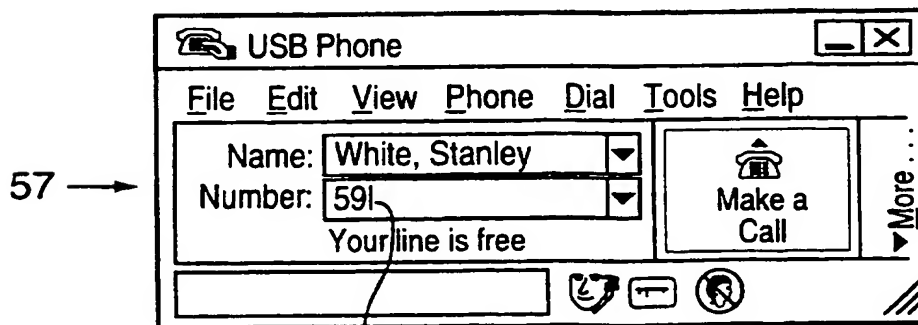 USB Phone
File Edit View Phone Dial Tools Help
Name: White, Stanley
Number: 59
Your line is free
Make a
Call
More...
57